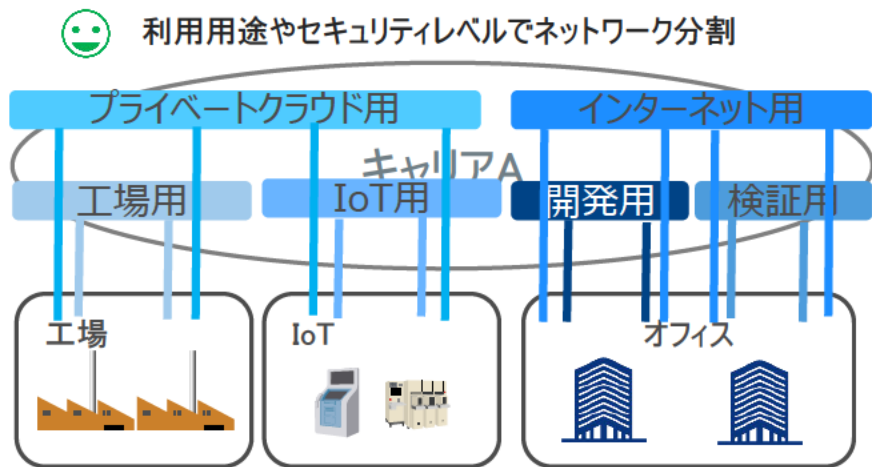 利用用途やセキュリティレベルでネットワーク分割
プライベートクラウド用
インターネット用
キャリアA
工場用
IoT用
開発用
検証用
工場
IoT
オフィス